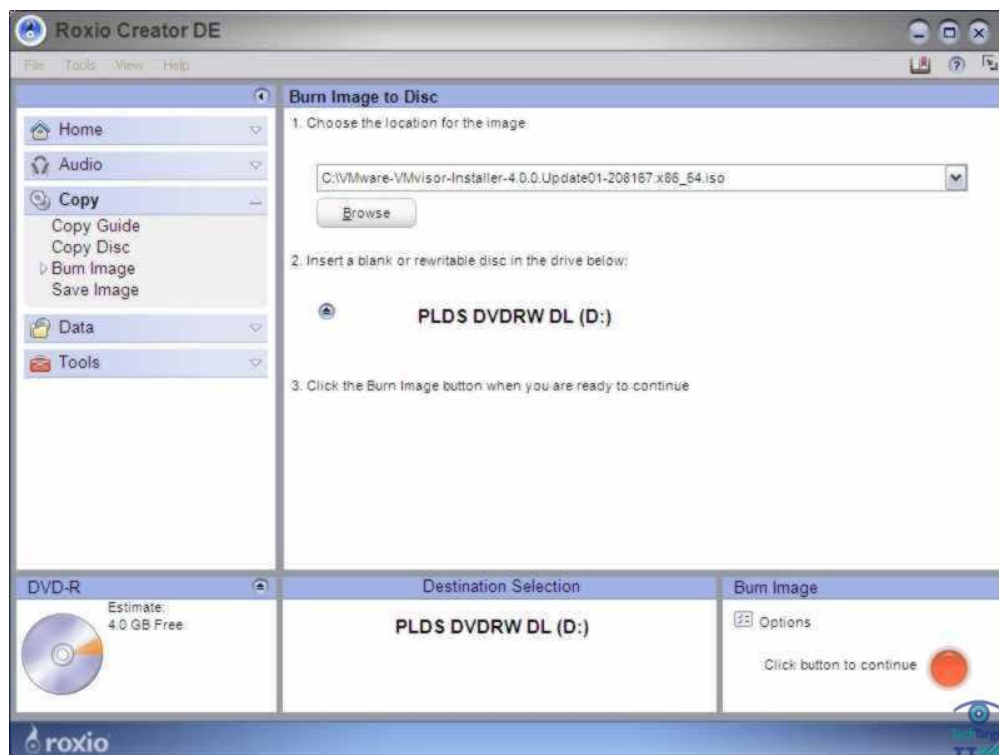 Roxio Creator DE
File Tools View Help
Home
Audio
Copy
Copy Guide
Copy Disc
Burn Image
Save Image
Data
Tools
Burn Image to Disc
1. Choose the location for the image
C:\VMware-VMvisor-Installer-4.0.0.Update01-208167.x86_64.iso
Browse
2. Insert a blank or rewritable disc in the drive below:
PLDS DVDRW DL (D:)
3. Click the Burn Image button when you are ready to continue
DVD-R
Estimate:
4.0 GB Free
Destination Selection
PLDS DVDRW DL (D:)
Burn Image
Options
Click button to continue
roxio